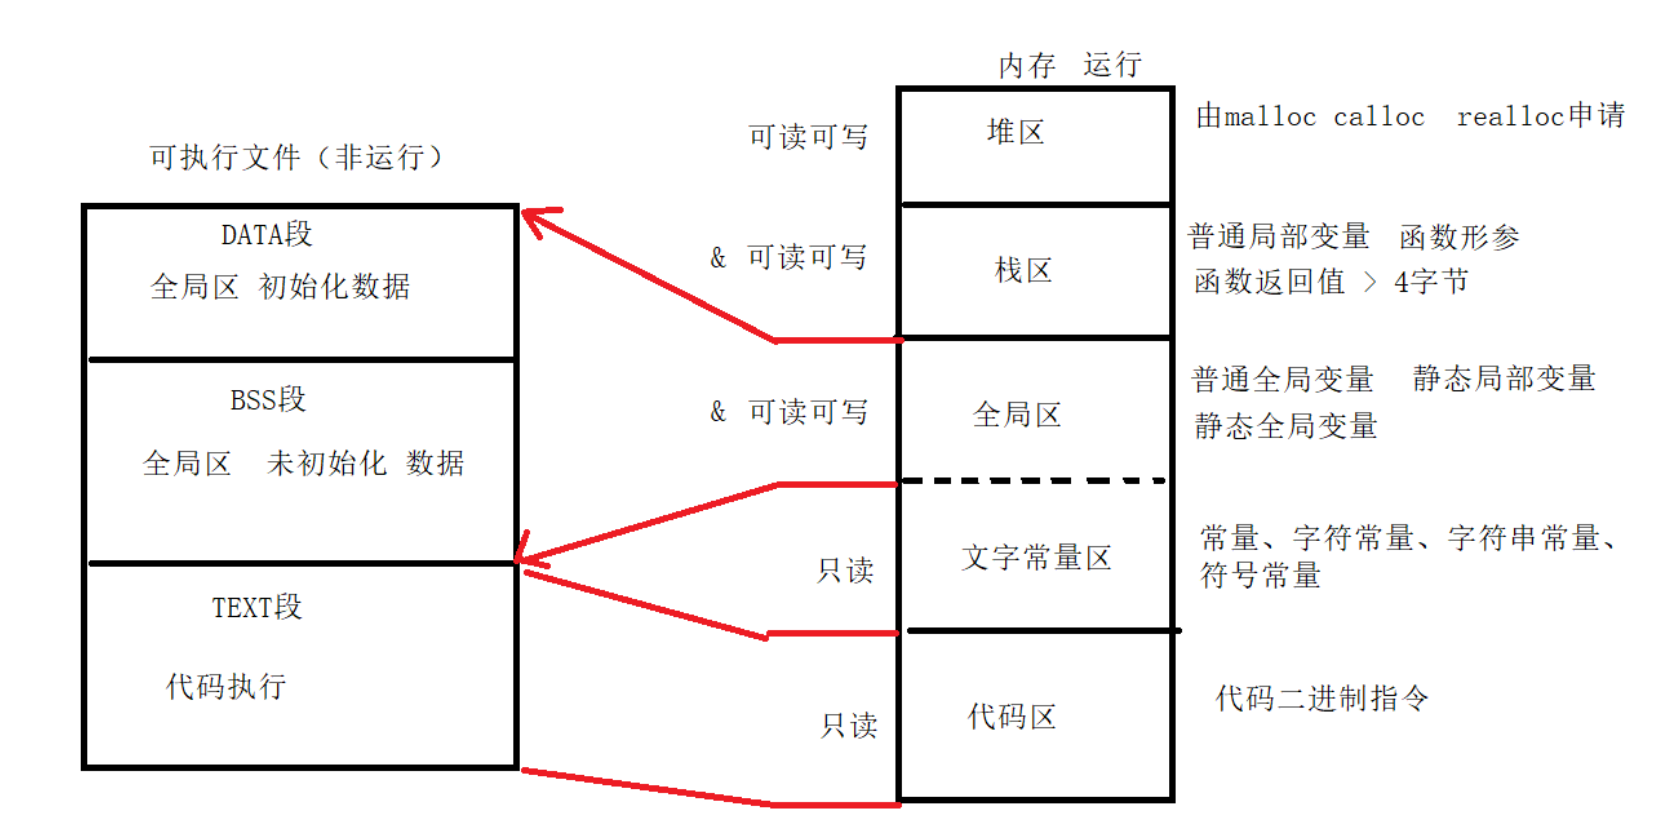 内存 运行
可读可写
堆区
由malloc calloc realloc申请
可执行文件（非运行）
DATA段
全局区 初始化数据
& 可读可写
栈区
普通局部变量 函数形参
函数返回值 > 4字节
BSS段
全局区 未初始化 数据
& 可读可写
全局区
普通全局变量 静态局部变量
静态全局变量
只读
文字常量区
常量、字符常量、字符串常量、
符号常量
TEXT段
代码执行
只读
代码区
代码二进制指令